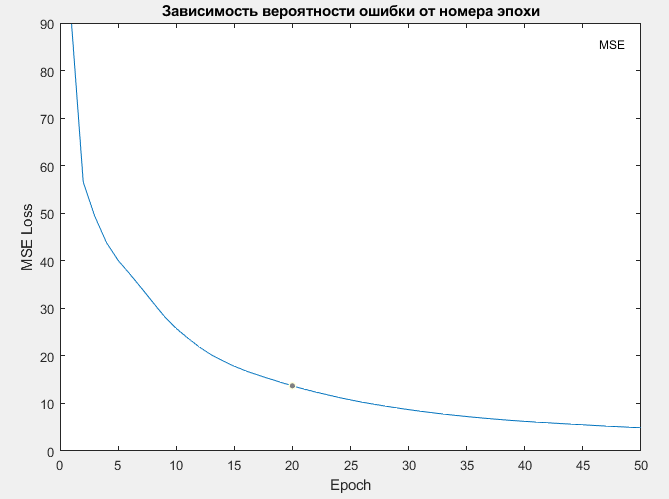 Зависимость вероятности ошибки от номера эпохи
MSE
90
80
70
60
50
40
30
20
10
0
MSE Loss
0 5 10 15 20 25 30 35 40 45 50
Epoch